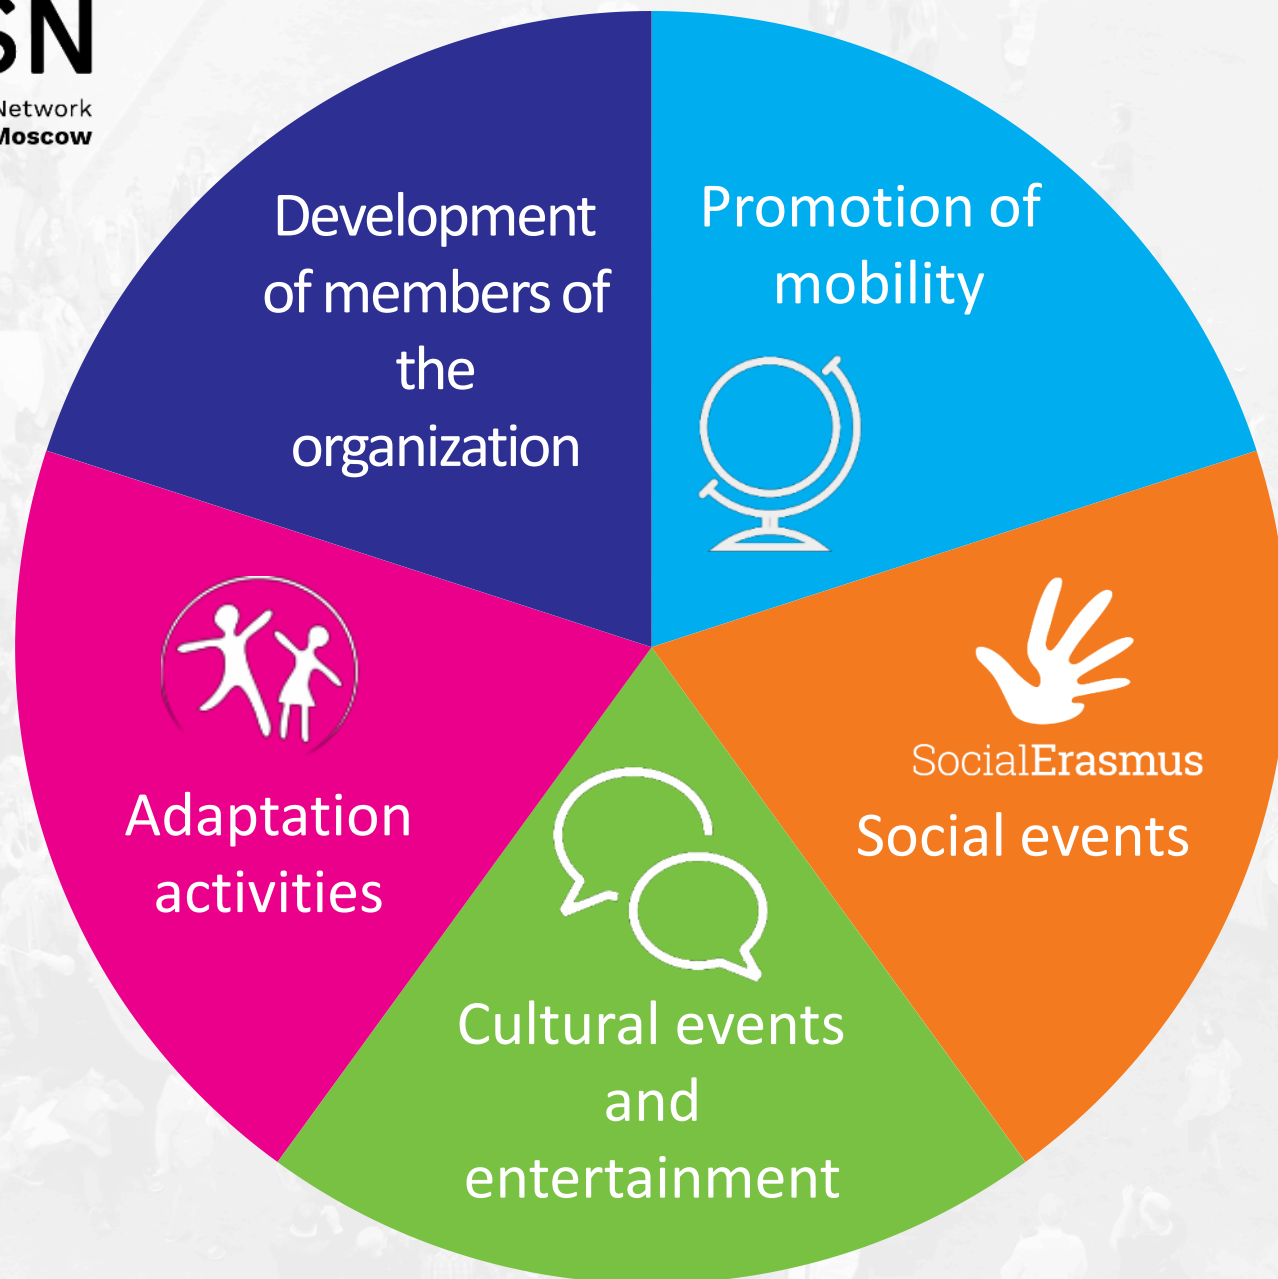 SN
Network
Moscow
Development
of members of
the
organization
Promotion of
mobility
SocialErasmus
Social events
Adaptation
activities
Cultural events
and
entertainment